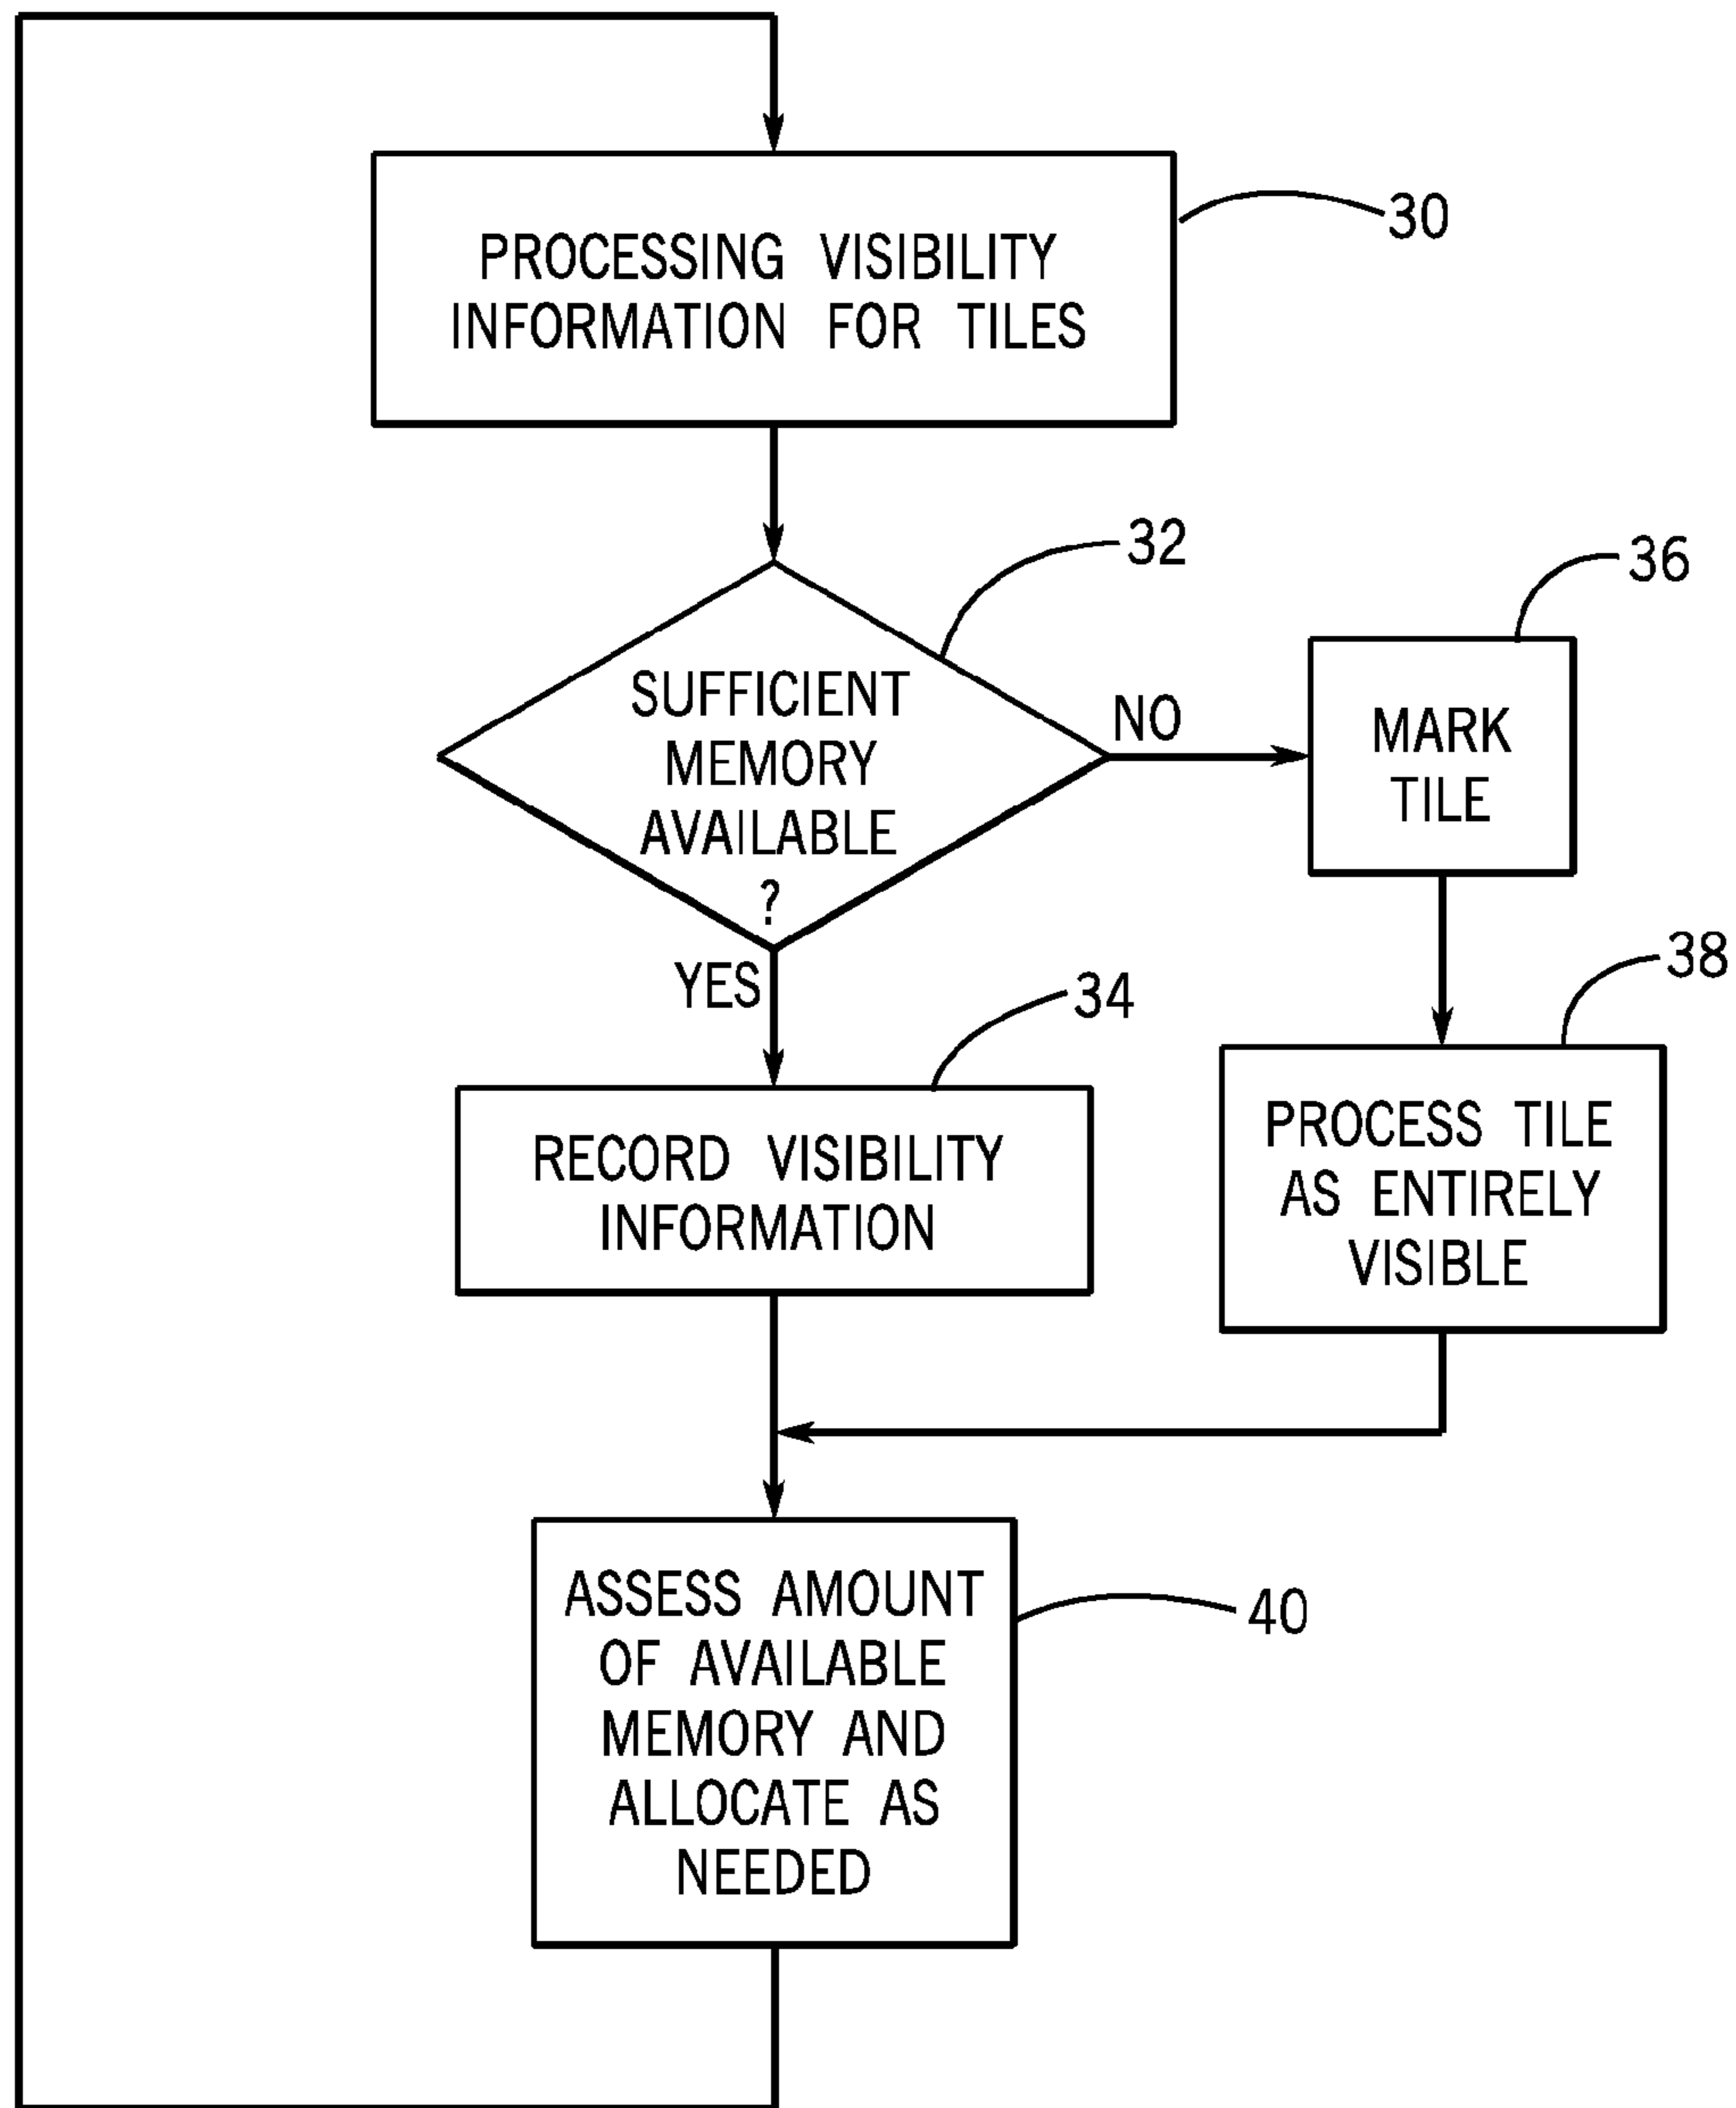 PROCESSING VISIBILITY
INFORMATION FOR TILES
30
32
SUFFICIENT
MEMORY
AVAILABLE
?
NO
YES
36
MARK
TILE
34
RECORD VISIBILITY
INFORMATION
38
PROCESS TILE
AS ENTIRELY
VISIBLE
ASSESS AMOUNT
OF AVAILABLE
MEMORY AND
ALLOCATE AS
NEEDED
40